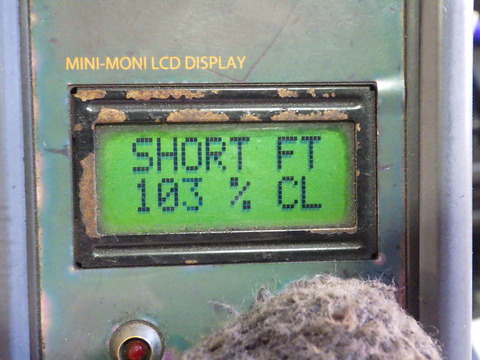 MINI-MONI LCD DISPLAY
SHORT FT
103 % CL